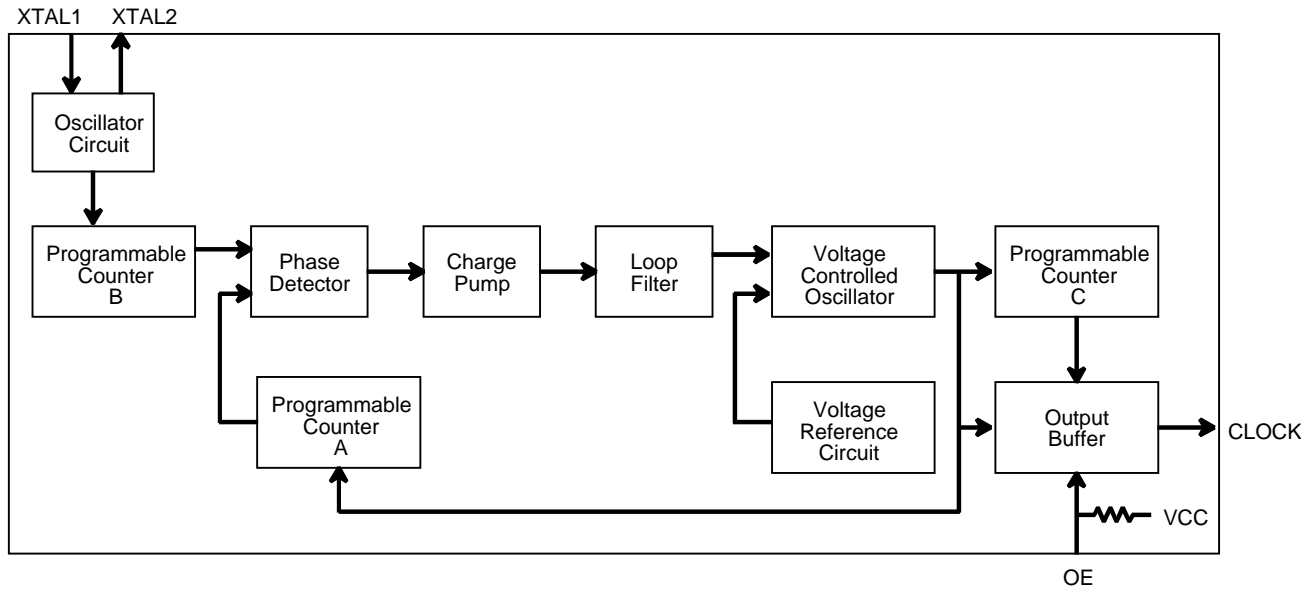 XTAL1 XTAL2
Oscillator
Circuit
Programmable
Counter
B
Phase
Detector
Charge
Pump
Loop
Filter
Voltage
Controlled
Oscillator
Programmable
Counter
C
Programmable
Counter
A
Voltage
Reference
Circuit
Output
Buffer
CLOCK
VCC
OE